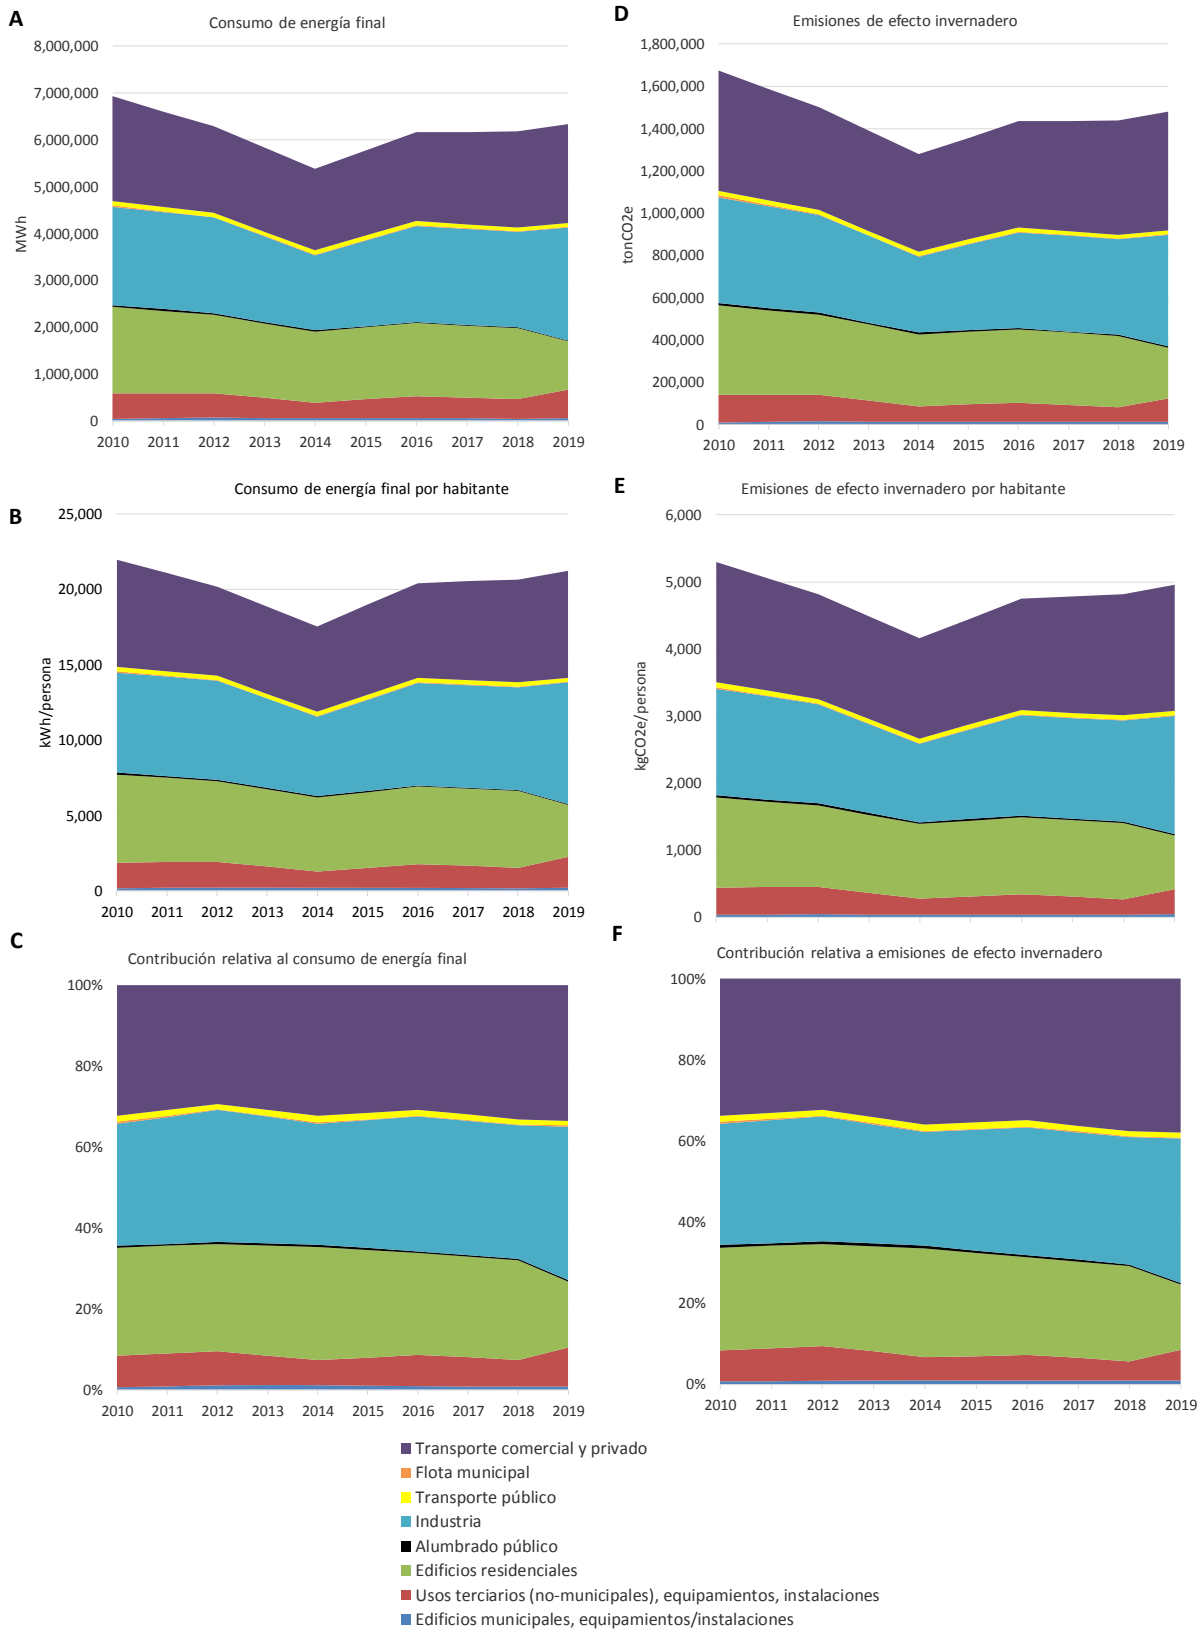 A
Consumo de energía final
8,000,000
7,000,000
6,000,000
5,000,000
4,000,000
3,000,000
2,000,000
1,000,000
0
MWh
2010 2011 2012 2013 2014 2015 2016 2017 2018 2019
D
Emisiones de efecto invernadero
1,800,000
1,600,000
1,400,000
1,200,000
1,000,000
800,000
600,000
400,000
200,000
0
tonCO2e
2010 2011 2012 2013 2014 2015 2016 2017 2018 2019
B
Consumo de energía final por habitante
25,000
20,000
15,000
10,000
5,000
0
kWh/persona
2010 2011 2012 2013 2014 2015 2016 2017 2018 2019
E
Emisiones de efecto invernadero por habitante
6,000
5,000
4,000
3,000
2,000
1,000
0
kgCO2e/persona
C
Contribución relativa al consumo de energía final
100%
80%
60%
40%
20%
0%
2010 2011 2012 2013 2014 2015 2016 2017 2018 2019
F
Contribución relativa a emisiones de efecto invernadero
100%
80%
60%
40%
20%
0%
2010 2011 2012 2013 2014 2015 2016 2017 2018 2019
Transporte comercial y privado
Flota municipal
Transporte público
Industria
Alumbrado público
Edificios residenciales
Usos terciarios (no-municipales), equipamientos, instalaciones
Edificios municipales, equipamientos/instalaciones